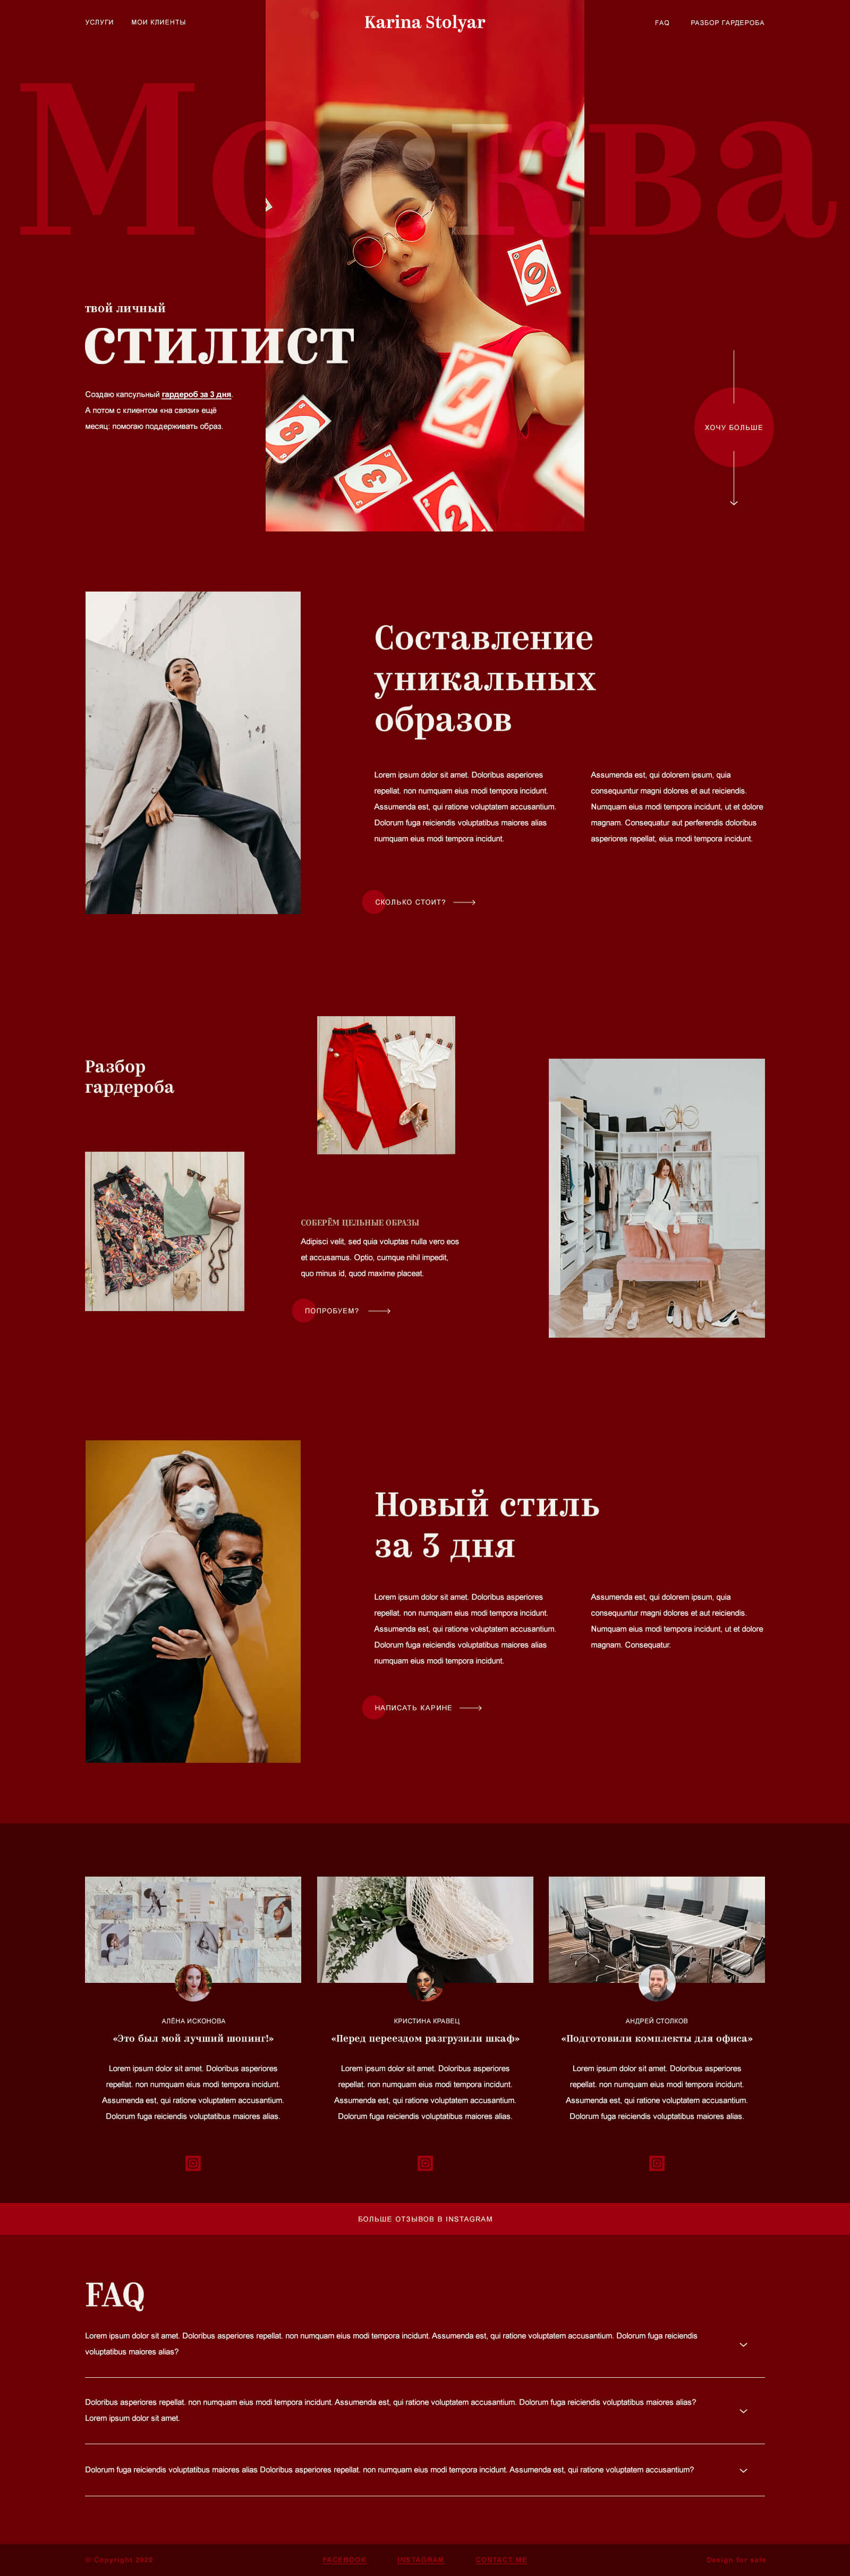 УСЛУГИ
МОИ КЛИЕНТЫ
Karina Stolyar
FAQ
РАЗБОР ГАРДЕРОБА
Москва
твой личный
стилист
Создаю капсульный гардероб за 3 дня.
А потом с клиентом «на связи» ещё
месяц: помогаю поддерживать образ.
8
3
2
ХОЧУ БОЛЬШЕ
Составление
уникальных
образов
Lorem ipsum dolor sit amet. Doloribus asperiores
repellat. non numquam eius modi tempora incidunt.
Assumenda est, qui ratione voluptatem accusantium.
Dolorum fuga reiciendis voluptatibus maiores alias
numquam eius modi tempora incidunt.
Assumenda est, qui dolorem ipsum, quia
consequuntur magni dolores et aut reiciendis.
Numquam eius modi tempora incidunt, ut et dolore
magnam. Consequatur aut perferendis doloribus
asperiores repellat, eius modi tempora incidunt.
СКОЛЬКО СТОИТ?
Разбор
гардероба
СОБЕРЁМ ЦЕЛЬНЫЕ ОБРАЗЫ
Adipisci velit, sed quia voluptas nulla vero eos
et accusamus. Optio, cumque nihil impedit,
quo minus id, quod maxime placeat.
ПОПРОБУЕМ?
Новый стиль
за 3 дня
Lorem ipsum dolor sit amet. Doloribus asperiores
repellat. non numquam eius modi tempora incidunt.
Assumenda est, qui ratione voluptatem accusantium.
Dolorum fuga reiciendis voluptatibus maiores alias
numquam eius modi tempora incidunt.
Assumenda est, qui dolorem ipsum, quia
consequuntur magni dolores et aut reiciendis.
Numquam eius modi tempora incidunt, ut et dolore
magnam. Consequatur.
НАПИСАТЬ КАРИНЕ
АЛЁНА ИСКОНОВА
«Это был мой лучший шопинг!»
Lorem ipsum dolor sit amet. Doloribus asperiores
repellat. non numquam eius modi tempora incidunt.
Assumenda est, qui ratione voluptatem accusantium.
Dolorum fuga reiciendis voluptatibus maiores alias.
КРИСТИНА КРАВЕЦ
«Перед переездом разгрузили шкаф»
Lorem ipsum dolor sit amet. Doloribus asperiores
repellat. non numquam eius modi tempora incidunt.
Assumenda est, qui ratione voluptatem accusantium.
Dolorum fuga reiciendis voluptatibus maiores alias.
АНДРЕЙ СТОЛКОВ
«Подготовили комплекты для офиса»
Lorem ipsum dolor sit amet. Doloribus asperiores
repellat. non numquam eius modi tempora incidunt.
Assumenda est, qui ratione voluptatem accusantium.
Dolorum fuga reiciendis voluptatibus maiores alias.
БОЛЬШЕ ОТЗЫВОВ В INSTAGRAM
FAQ
Lorem ipsum dolor sit amet. Doloribus asperiores repellat. non numquam eius modi tempora incidunt. Assumenda est, qui ratione voluptatem accusantium. Dolorum fuga reiciendis
voluptatibus maiores alias?
Doloribus asperiores repellat. non numquam eius modi tempora incidunt. Assumenda est, qui ratione voluptatem accusantium. Dolorum fuga reiciendis voluptatibus maiores alias?
Lorem ipsum dolor sit amet.
Dolorum fuga reiciendis voluptatibus maiores alias Doloribus asperiores repellat. non numquam eius modi tempora incidunt. Assumenda est, qui ratione voluptatem accusantium?
© Copyright 2020
FACEBOOK
INSTAGRAM
CONTACT ME
Design for sale